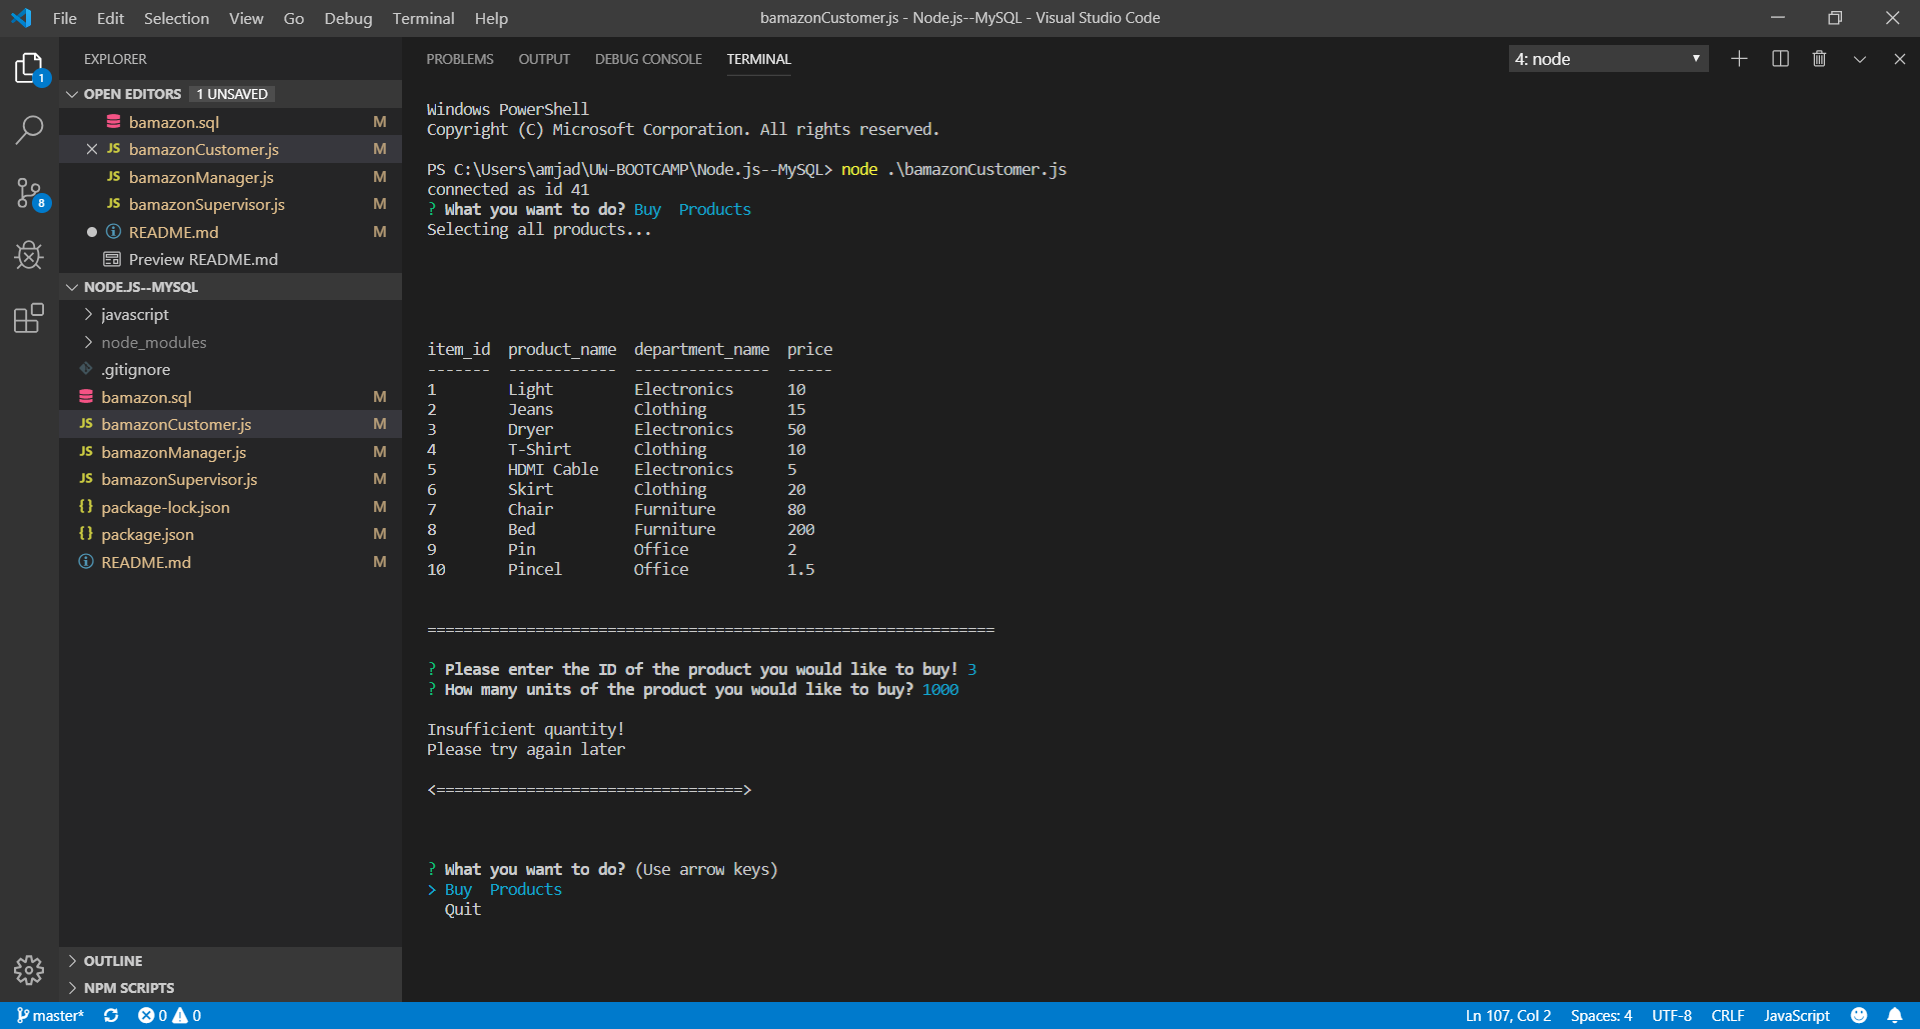 File Edit Selection View Go Debug Terminal Help
bamazonCustomer.js - Node.js--MySQL - Visual Studio Code
1
8
EXPLORER
OPEN EDITORS 1 UNSAVED
bamazon.sql M
JS bamazonCustomer.js M
JS bamazonManager.js M
JS bamazonSupervisor.js M
README.md M
Preview README.md
NODE.JS--MYSQL
javascript
node_modules
.gitignore
bamazon.sql M
JS bamazonCustomer.js M
JS bamazonManager.js M
JS bamazonSupervisor.js M
{} package-lock.json M
{} package.json M
README.md M
OUTLINE
NPM SCRIPTS
PROBLEMS OUTPUT DEBUG CONSOLE TERMINAL
4: node
Windows PowerShell
Copyright (C) Microsoft Corporation. All rights reserved.
PS C:\Users\amjad\UW-BOOTCAMP\Node.js--MySQL> node .\bamazonCustomer.js
connected as id 41
? What you want to do? Buy  Products
Selecting all products...
item_id  product_name  department_name  price
-------  ------------  ---------------  -----
1        Light         Electronics      10
2        Jeans         Clothing         15
3        Dryer         Electronics      50
4        T-Shirt       Clothing         10
5        HDMI Cable    Electronics      5
6        Skirt         Clothing         20
7        Chair         Furniture        80
8        Bed           Furniture        200
9        Pin           Office           2
10       Pincel        Office           1.5
===============================================================
? Please enter the ID of the product you would like to buy! 3
? How many units of the product you would like to buy? 1000
Insufficient quantity!
Please try again later
<==================================>
? What you want to do? (Use arrow keys)
> Buy  Products
  Quit
master* 0 0
Ln 107, Col 2 Spaces: 4 UTF-8 CRLF JavaScript